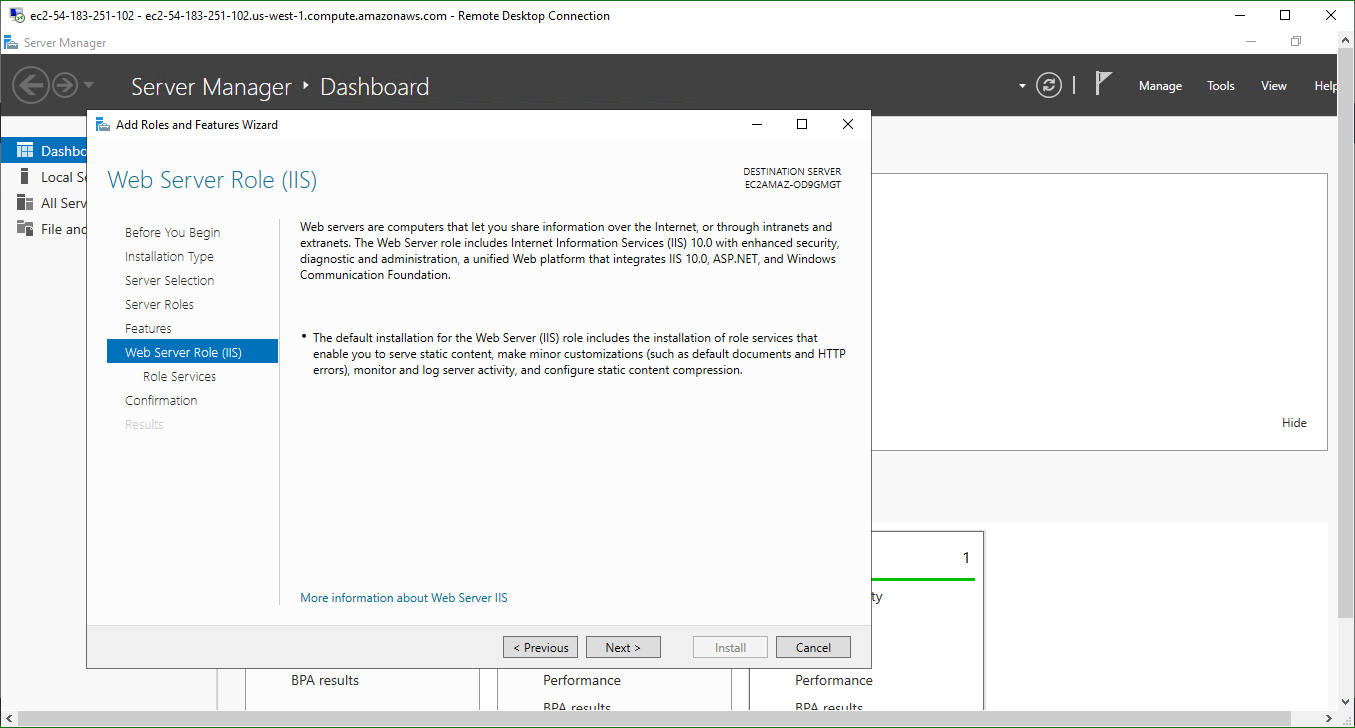 ec2-54-183-251-102 - ec2-54-183-251-102.us-west-1.compute.amazonaws.com - Remote Desktop Connection
Server Manager
Server Manager ‣ Dashboard
Manage
Tools
View
Help
Dashbo
Local Se
All Serv
File and
Add Roles and Features Wizard
Web Server Role (IIS)
DESTINATION SERVER
EC2AMAZ-OD9GMGT
Before You Begin
Installation Type
Server Selection
Server Roles
Features
Web Server Role (IIS)
Role Services
Confirmation
Results
Web servers are computers that let you share information over the Internet, or through intranets and
extranets. The Web Server role includes Internet Information Services (IIS) 10.0 with enhanced security,
diagnostic and administration, a unified Web platform that integrates IIS 10.0, ASP.NET, and Windows
Communication Foundation.
• The default installation for the Web Server (IIS) role includes the installation of role services that
enable you to serve static content, make minor customizations (such as default documents and HTTP
errors), monitor and log server activity, and configure static content compression.
More information about Web Server IIS
< Previous
Next >
Install
Cancel
Hide
1
ty
BPA results
Performance
BPA results
Performance
BPA results